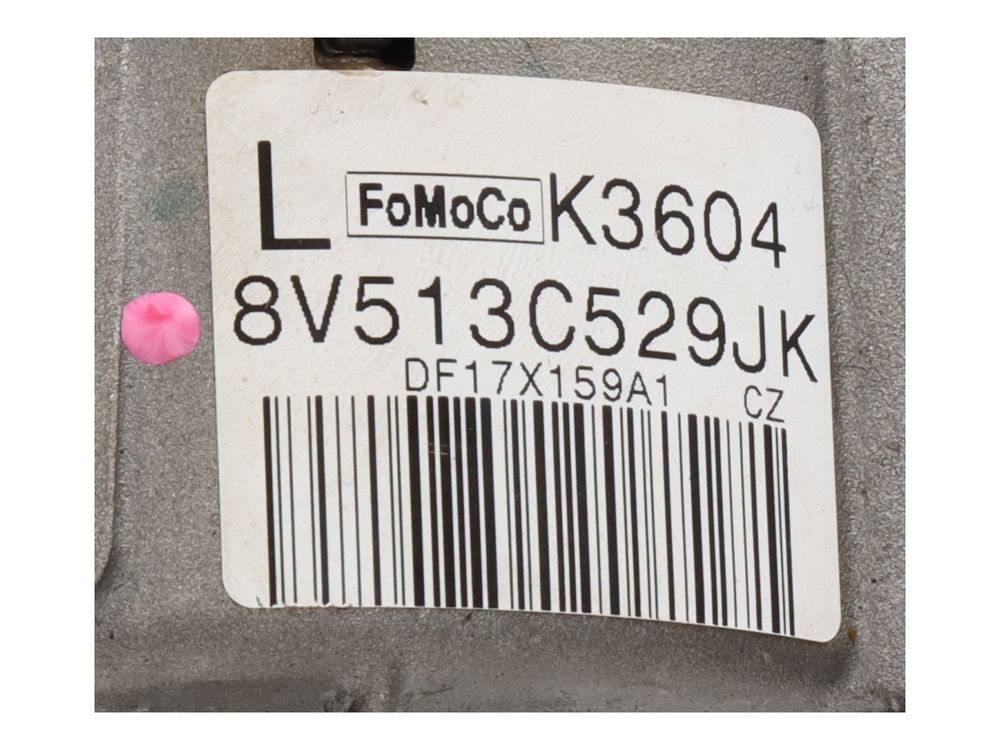 L FoMoCo K3604
8V513C529JK
DF17X159A1 CZ